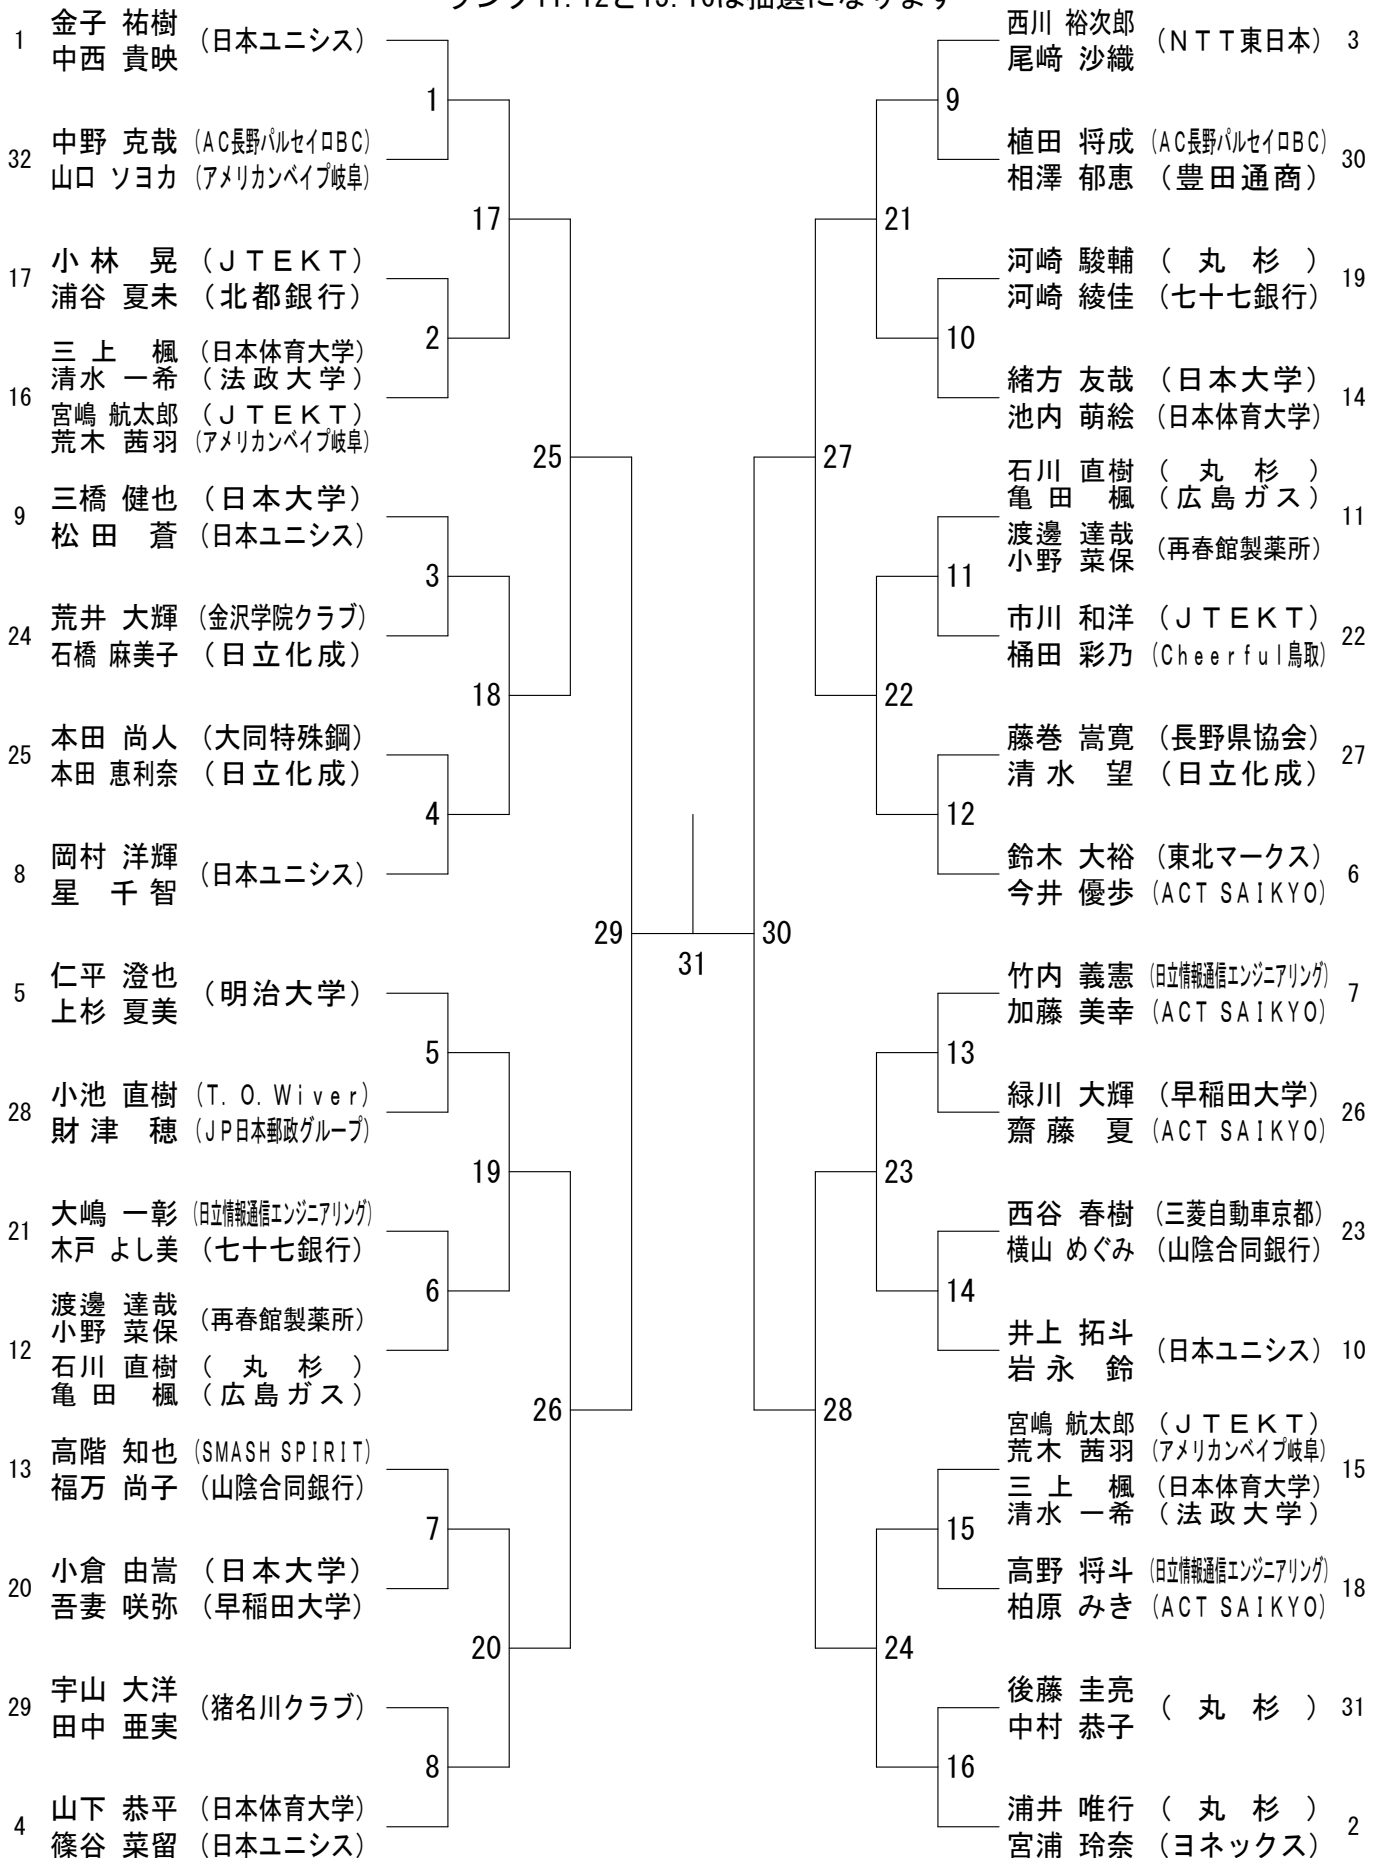 ランク11.12と15.16は抽選になります
1 金子 祐樹 (日本ユニシス)
中西 貴映
32 中野 克哉 (AC長野パルセイロBC)
山口 ソヨカ (アメリカンベイプ岐阜)
17 小林 晃 (JTEKT)
浦谷 夏未 (北都銀行)
16 三上 楓 (日本体育大学)
清水 一希 (法政大学)
宮嶋 航太郎 (JTEKT)
荒木 茜羽 (アメリカンベイプ岐阜)
9 三橋 健也 (日本大学)
松田 蒼 (日本ユニシス)
24 荒井 大輝 (金沢学院クラブ)
石橋 麻美子 (日立化成)
25 本田 尚人 (大同特殊鋼)
本田 恵利奈 (日立化成)
8 岡村 洋輝 (日本ユニシス)
星 千智
5 仁平 澄也 (明治大学)
上杉 夏美
28 小池 直樹 (T.O.Wiver)
財津 穂 (JP日本郵政グループ)
21 大嶋 一彰 (日立情報通信エンジニアリング)
木戸 よし美 (七十七銀行)
12 渡邊 達哉 (再春館製薬所)
小野 菜保
石川 直樹 (丸杉)
亀田 楓 (広島ガス)
13 高階 知也 (SMASH SPIRIT)
福万 尚子 (山陰合同銀行)
20 小倉 由嵩 (日本大学)
吾妻 咲弥 (早稲田大学)
29 宇山 大洋 (猪名川クラブ)
田中 亜実
4 山下 恭平 (日本体育大学)
篠谷 菜留 (日本ユニシス)
1
2
3
4
5
6
7
8
17
18
19
20
25
26
29
31
30
27
28
21
22
23
24
9
10
11
12
13
14
15
16
西川 裕次郎 (NTT東日本) 3
尾﨑 沙織
植田 将成 (AC長野パルセイロBC) 30
相澤 郁恵 (豊田通商)
河崎 駿輔 (丸杉) 19
河崎 綾佳 (七十七銀行)
緒方 友哉 (日本大学) 14
池内 萌絵 (日本体育大学)
石川 直樹 (丸杉) 11
亀田 楓 (広島ガス)
渡邊 達哉 (再春館製薬所)
小野 菜保
市川 和洋 (JTEKT) 22
桶田 彩乃 (Cheerful鳥取)
藤巻 嵩寛 (長野県協会) 27
清水 望 (日立化成)
鈴木 大裕 (東北マークス) 6
今井 優歩 (ACT SAIKYO)
竹内 義憲 (日立情報通信エンジニアリング) 7
加藤 美幸 (ACT SAIKYO)
緑川 大輝 (早稲田大学) 26
齋藤 夏 (ACT SAIKYO)
西谷 春樹 (三菱自動車京都) 23
横山 めぐみ (山陰合同銀行)
井上 拓斗 (日本ユニシス) 10
岩永 鈴
宮嶋 航太郎 (JTEKT) 15
荒木 茜羽 (アメリカンベイプ岐阜)
三上 楓 (日本体育大学)
清水 一希 (法政大学)
高野 将斗 (日立情報通信エンジニアリング) 18
柏原 みき (ACT SAIKYO)
後藤 圭亮 (丸杉) 31
中村 恭子
浦井 唯行 (丸杉) 2
宮浦 玲奈 (ヨネックス)